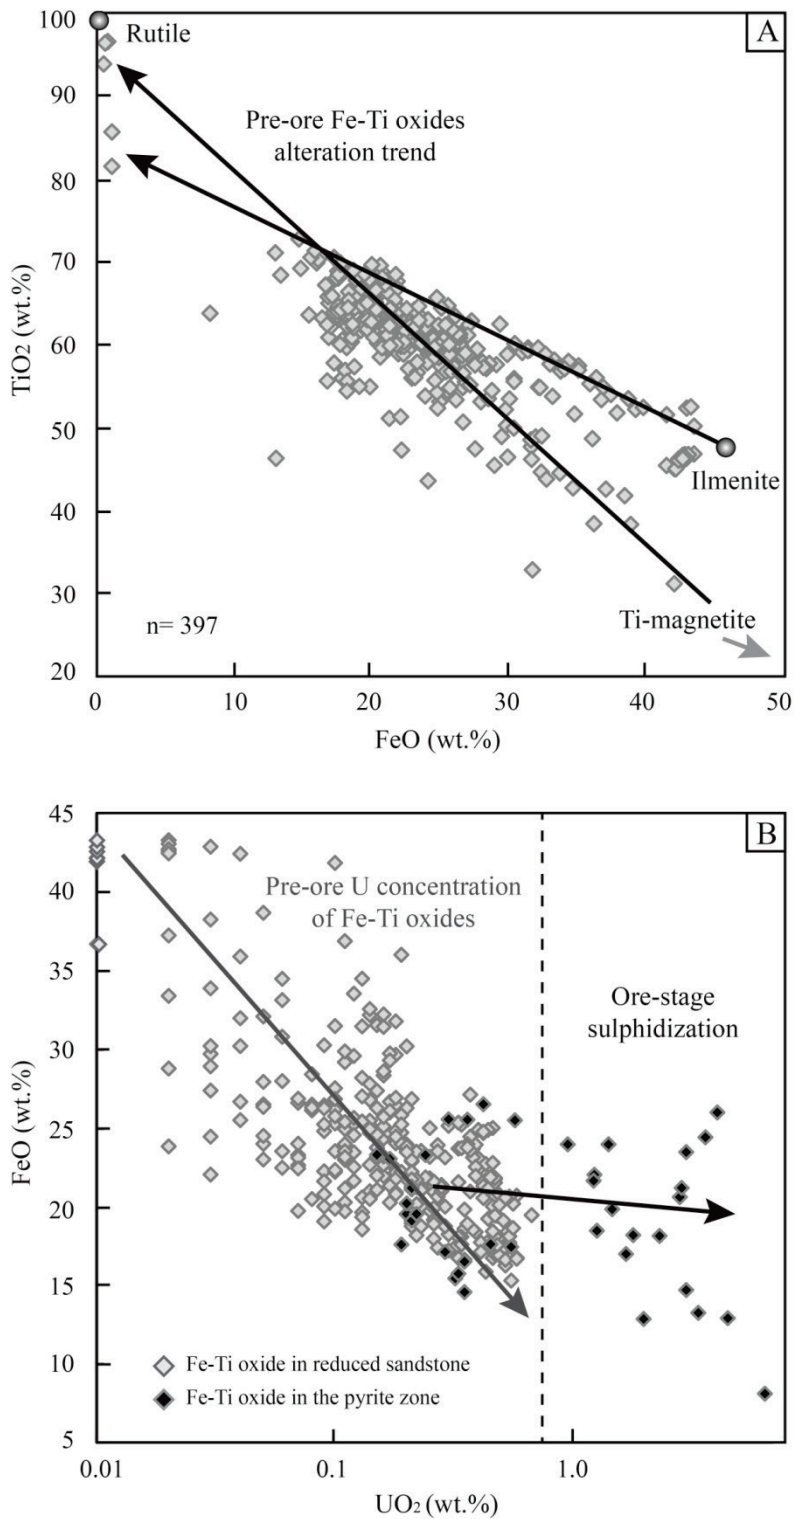 A
100
90
80
70
60
50
40
30
20
TiO2 (wt.%)
Rutile
Pre-ore Fe-Ti oxides
alteration trend
Ilmenite
Ti-magnetite
n= 397
0
10
20
30
40
50
FeO (wt.%)
B
45
40
35
30
25
20
15
10
5
FeO (wt.%)
Pre-ore U concentration
of Fe-Ti oxides
Ore-stage
sulphidization
Fe-Ti oxide in reduced sandstone
Fe-Ti oxide in the pyrite zone
0.01
0.1
1.0
UO2 (wt.%)